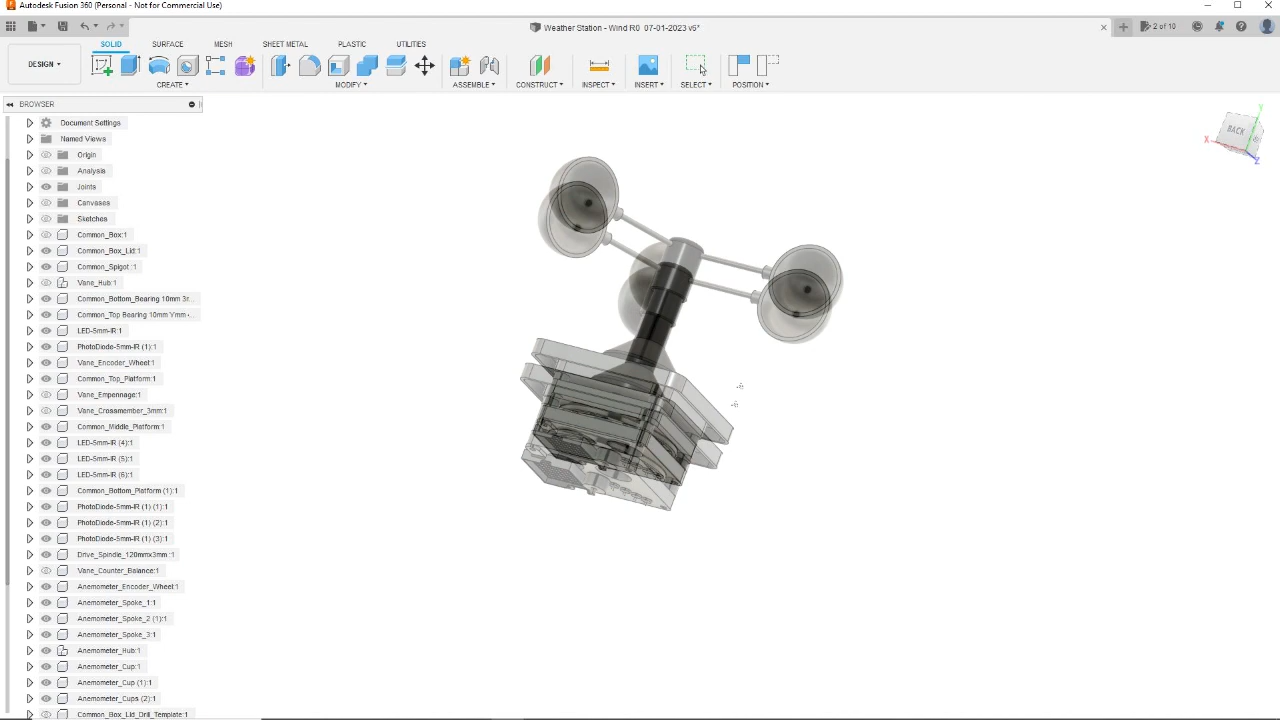 Autodesk Fusion 360 (Personal - Not for Commercial Use)
Weather Station - Wind R0 07-01-2023 v6*
2 of 10
SOLID SURFACE MESH SHEET METAL PLASTIC UTILITIES
DESIGN
CREATE MODIFY ASSEMBLE CONSTRUCT INSPECT INSERT SELECT POSITION
BROWSER
Document Settings
Named Views
Origin
Analysis
Joints
Canvases
Sketches
Common_Box:1
Common_Box_Lid:1
Common_Spigot :1
Vane_Hub:1
Common_Bottom_Bearing 10mm 3r...
Common_Top Bearing 10mm
LED-5mm-IR:1
PhotoDiode-5mm-IR (1):1
Vane_Encoder_Wheel:1
Common_Top_Platform:1
Vane_Empennage:1
Vane_Crossmember_3mm:1
Common_Middle_Platform:1
LED-5mm-IR (4):1
LED-5mm-IR (5):1
LED-5mm-IR (6):1
Common_Bottom_Platform (1):1
PhotoDiode-5mm-IR (1) (1):1
PhotoDiode-5mm-IR (1) (2):1
PhotoDiode-5mm-IR (1) (3):1
Drive_Spindle_120mmx3mm :1
Vane_Counter_Balance:1
Anemometer_Encoder_Wheel:1
Anemometer_Spoke_1:1
Anemometer_Spoke_2 (1):1
Anemometer_Spoke_3:1
Anemometer_Hub:1
Anemometer_Cup:1
Anemometer_Cup (1):1
Anemometer_Cups (2):1
Common_Box_Lid_Drill_Template:1
BACK
X
Y
Z